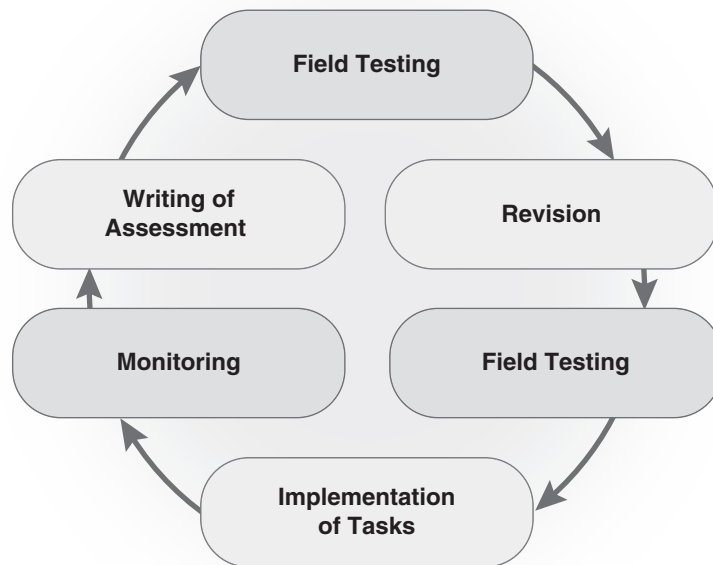 Field Testing
Writing of
Assessment
Revision
Monitoring
Field Testing
Implementation
of Tasks